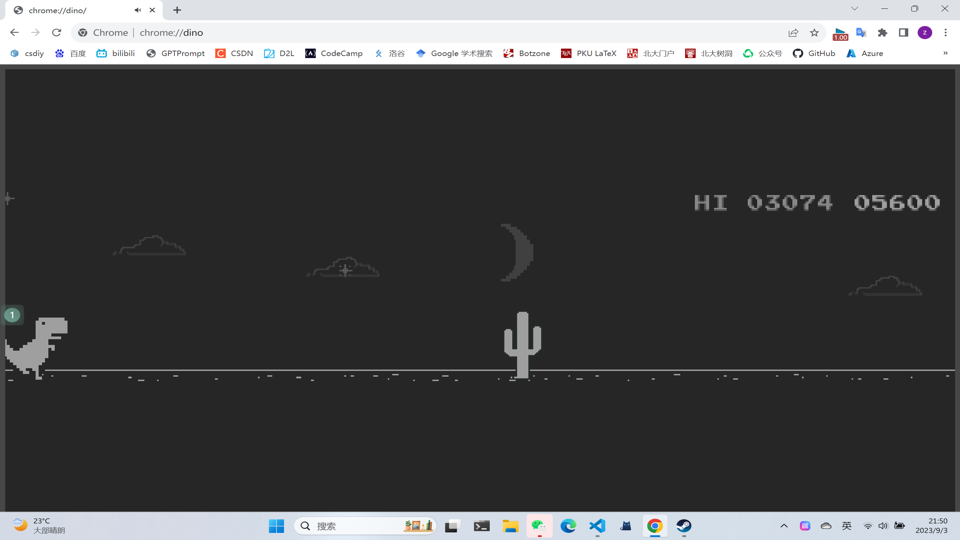 chrome://dino/
Chrome | chrome://dino
1.00
z
csdiy 百度 bilibili GPTPrompt CSDN D2L CodeCamp 洛谷 Google 学术搜索 Botzone PKU LaTeX 北大门户 北大树洞 公众号 GitHub Azure »
HI 03074 05600
1
23°C
大部晴朗
搜索
英
21:50
2023/9/3